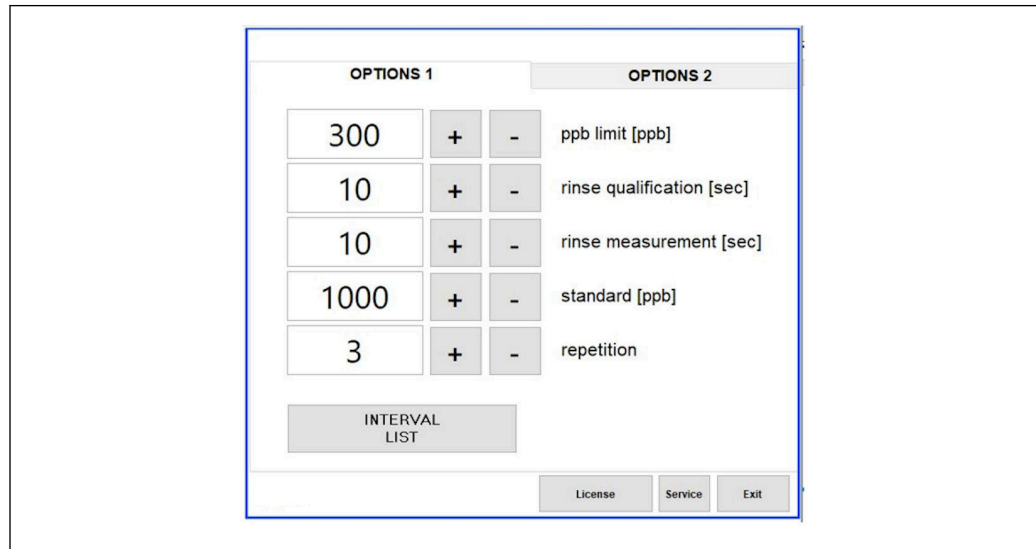 OPTIONS 1
OPTIONS 2
300 + - ppb limit [ppb]
10 + - rinse qualification [sec]
10 + - rinse measurement [sec]
1000 + - standard [ppb]
3 + - repetition
INTERVAL
LIST
License Service Exit